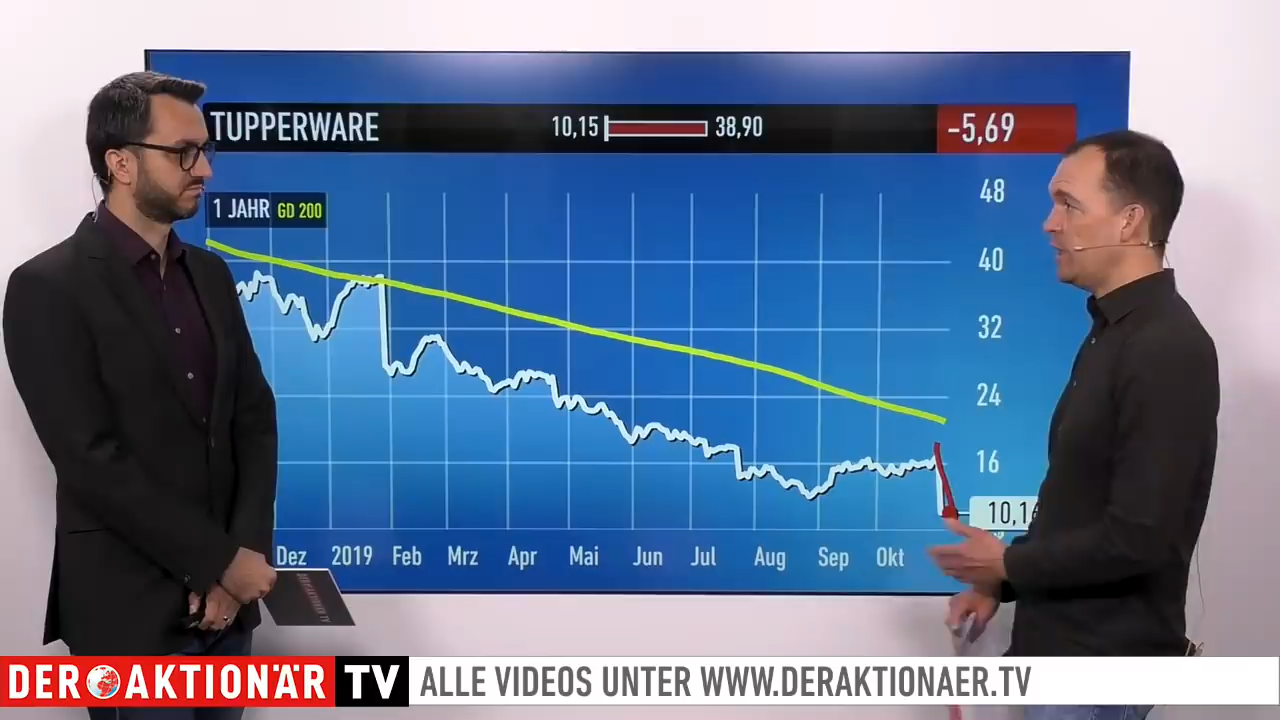 TUPPERWARE 10,15 38,90 -5,69
1 JAHR GD 200
48
40
32
24
16
Dez 2019 Feb Mrz Apr Mai Jun Jul Aug Sep Okt
DER AKTIONÄR TV ALLE VIDEOS UNTER WWW.DERAKTIONAER.TV